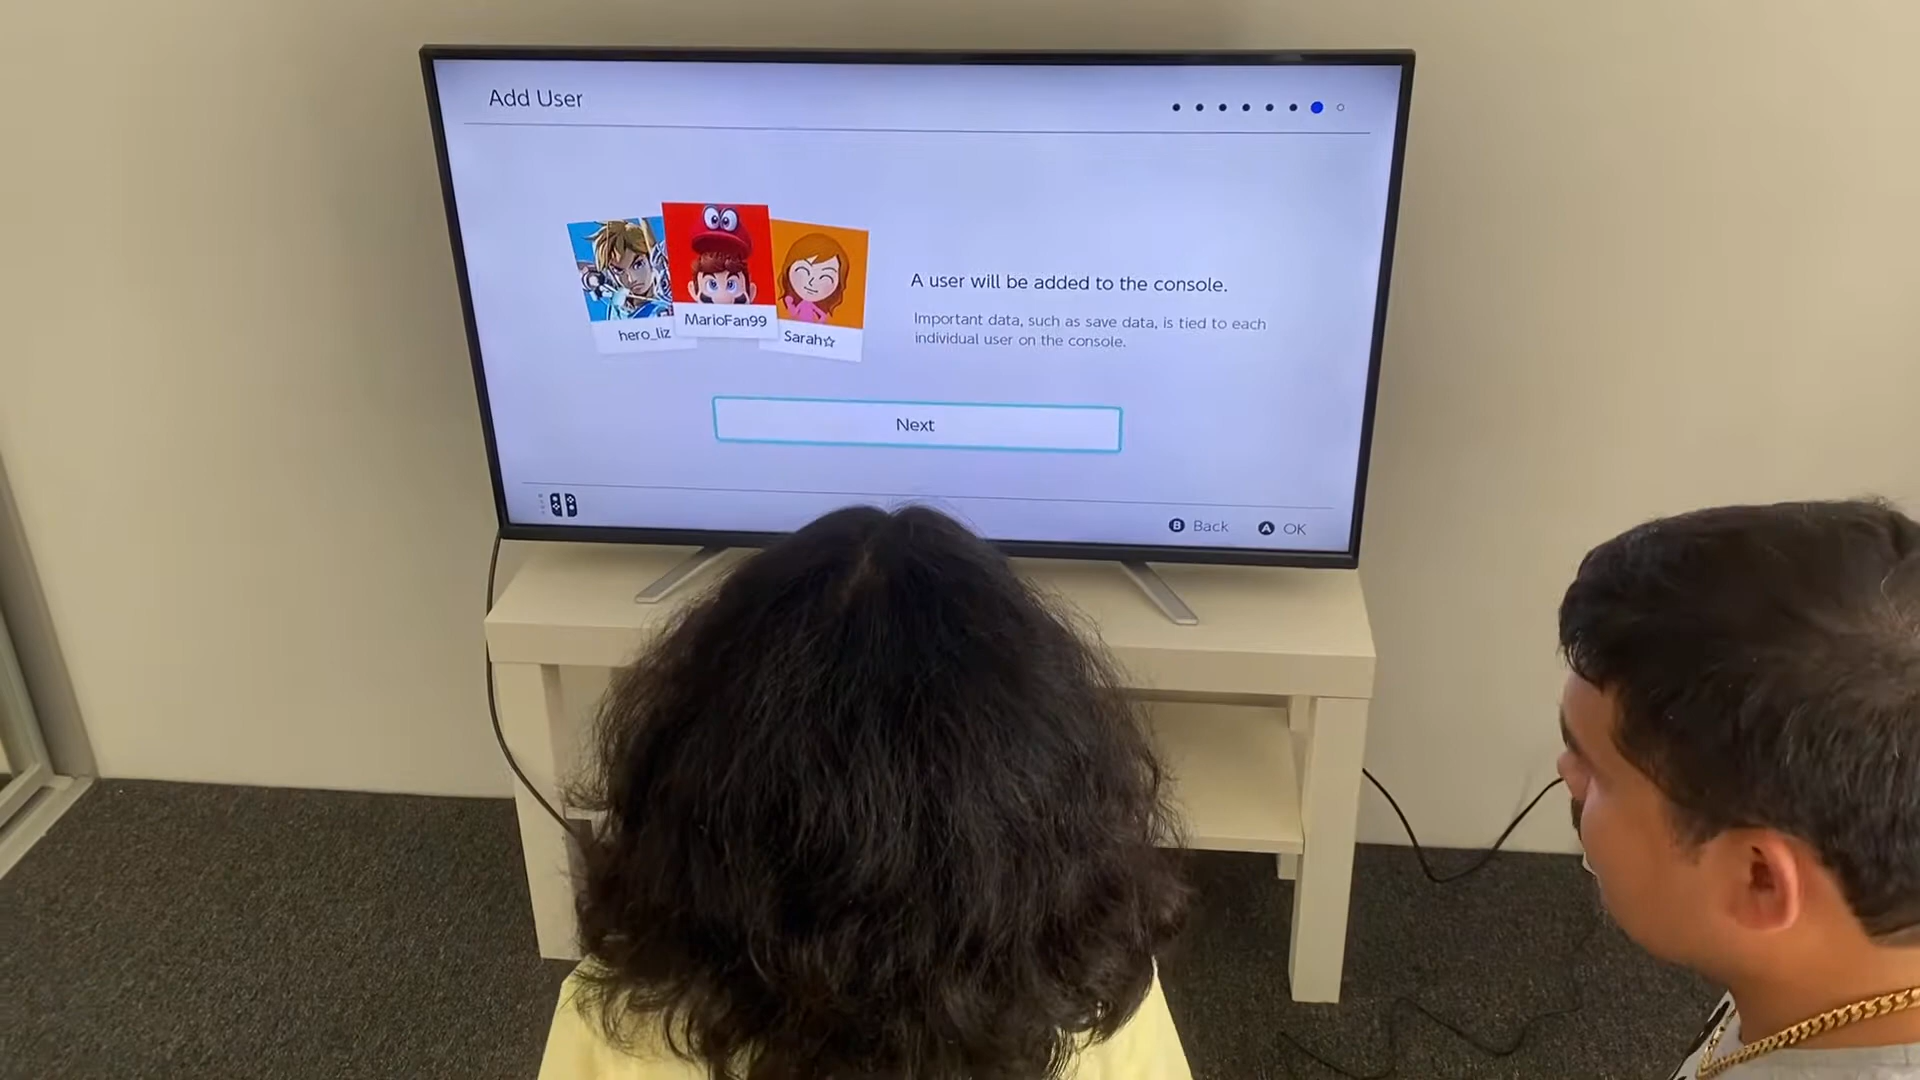 Add User
hero_liz
MarioFan99
Sarah☆
A user will be added to the console.
Important data, such as save data, is tied to each
individual user on the console.
Next
B Back
A OK